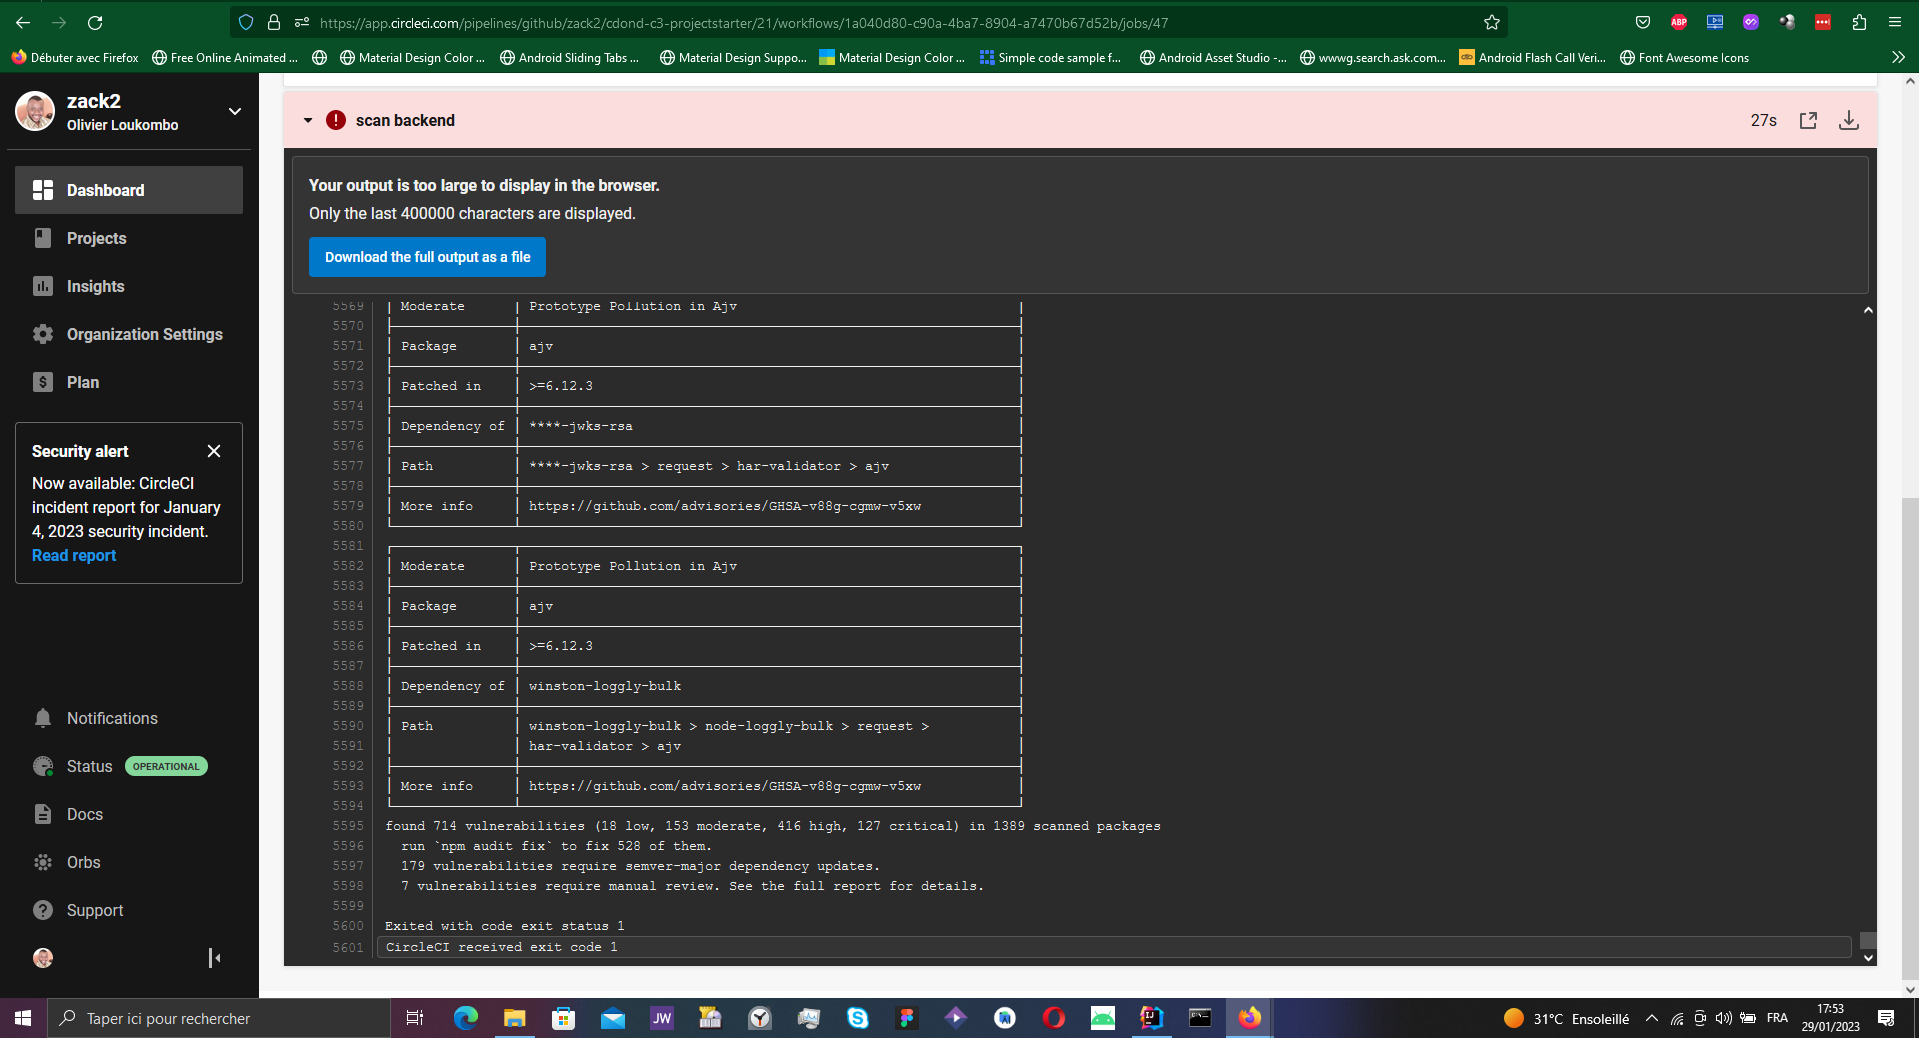 https://app.circleci.com/pipelines/github/zack2/cdond-c3-projectstarter/21/workflows/1a040d80-c90a-4ba7-8904-a7470b67d52b/jobs/47
ABP
Débuter avec Firefox
Free Online Animated ...
Material Design Color ...
Android Sliding Tabs ...
Material Design Suppo...
Material Design Color ...
Simple code sample f...
Android Asset Studio -...
wwwg.search.ask.com...
Android Flash Call Veri...
Font Awesome Icons
zack2
Olivier Loukombo
Dashboard
Projects
Insights
Organization Settings
Plan
Security alert
Now available: CircleCI
incident report for January
4, 2023 security incident.
Read report
Notifications
Status OPERATIONAL
Docs
Orbs
Support
scan backend
27s
Your output is too large to display in the browser.
Only the last 400000 characters are displayed.
Download the full output as a file
5569 Moderate Prototype Pollution in Ajv
5570
5571 Package ajv
5572
5573 Patched in >=6.12.3
5574
5575 Dependency of ****-jwks-rsa
5576
5577 Path ****-jwks-rsa > request > har-validator > ajv
5578
5579 More info https://github.com/advisories/GHSA-v88g-cgmw-v5xw
5580
5581
5582 Moderate Prototype Pollution in Ajv
5583
5584 Package ajv
5585
5586 Patched in >=6.12.3
5587
5588 Dependency of winston-loggly-bulk
5589
5590 Path winston-loggly-bulk > node-loggly-bulk > request >
5591 har-validator > ajv
5592
5593 More info https://github.com/advisories/GHSA-v88g-cgmw-v5xw
5594
5595 found 714 vulnerabilities (18 low, 153 moderate, 416 high, 127 critical) in 1389 scanned packages
5596 run `npm audit fix` to fix 528 of them.
5597 179 vulnerabilities require semver-major dependency updates.
5598 7 vulnerabilities require manual review. See the full report for details.
5599
5600 Exited with code exit status 1
5601 CircleCI received exit code 1
Taper ici pour rechercher
JW
IJ
31°C Ensoleillé
FRA
17:53
29/01/2023